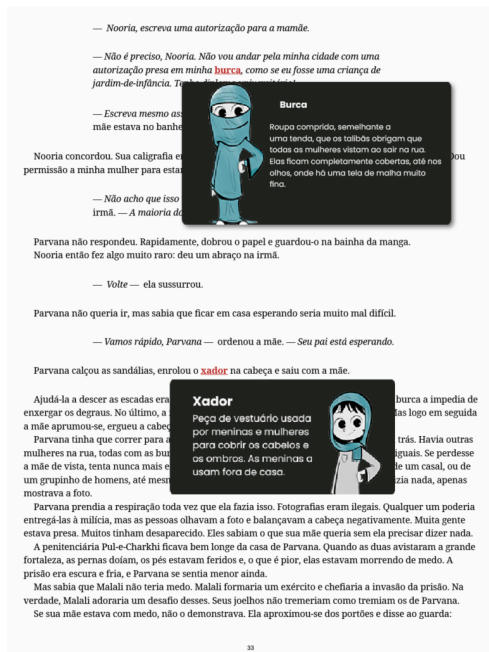 — Nooria, escreva uma autorização para a mamãe.
— Não é preciso, Nooria. Não vou andar pela minha cidade com uma
autorização presa em minha burca, como se eu fosse uma criança de
jardim-de-infância.
— Escreva mesmo
mãe estava no
Burca
Roupa comprida, semelhante a
uma tenda, que os talibãs obrigam que
todas as mulheres vistam ao sair na rua.
Elas ficam completamente cobertas, até nos
olhos, onde há uma tela de malha muito
fina.
Nooria concordou. Sua caligrafia
permissão a minha mulher para
— Não acho que isso
irmã. — A maioria
Parvana não respondeu. Rapidamente, dobrou o papel e guardou-o na bainha da manga.
Nooria então fez algo muito raro: deu um abraço na irmã.
— Volte — ela sussurrou.
Parvana não queria ir, mas sabia que ficar em casa esperando seria muito mal difícil.
— Vamos rápido, Parvana — ordenou a mãe. — Seu pai está esperando.
Parvana calçou as sandálias, enrolou o xador na cabeça e saiu com a mãe.
Xador
Peça de vestuário usada
por meninas e mulheres
para cobrir os cabelos e
os ombros. As meninas a
usam fora de casa.
Ajudá-la a descer as escadas era burca a impedia de
enxergar os degraus. No último, a Mas logo em seguida
a mãe aprumou-se, ergueu a
Parvana tinha que correr para a trás. Havia outras
mulheres na rua, todas com as iguais. Se perdesse
a mãe de vista, tenta nunca mais de um casal, ou de
um grupinho de homens, até nada, apenas
mostrava a foto.
Parvana prendia a respiração toda vez que ela fazia isso. Fotografias eram ilegais. Qualquer um poderia
entregá-las à milícia, mas as pessoas olhavam a foto e balançavam a cabeça negativamente. Muita gente
estava presa. Muitos tinham desaparecido. Eles sabiam o que sua mãe queria sem ela precisar dizer nada.
A penitenciária Pul-e-Charkhi ficava bem longe da casa de Parvana. Quando as duas avistaram a grande
fortaleza, as pernas doíam, os pés estavam feridos e, o que é pior, elas estavam morrendo de medo. A
prisão era escura e fria, e Parvana se sentia menor ainda.
Mas sabia que Malali não teria medo. Malali formaria um exército e chefiaria a invasão da prisão. Na
verdade, Malali adoraria um desafio desses. Seus joelhos não tremeriam como tremiam os de Parvana.
Se sua mãe estava com medo, não o demonstrava. Ela aproximou-se dos portões e disse ao guarda:
33